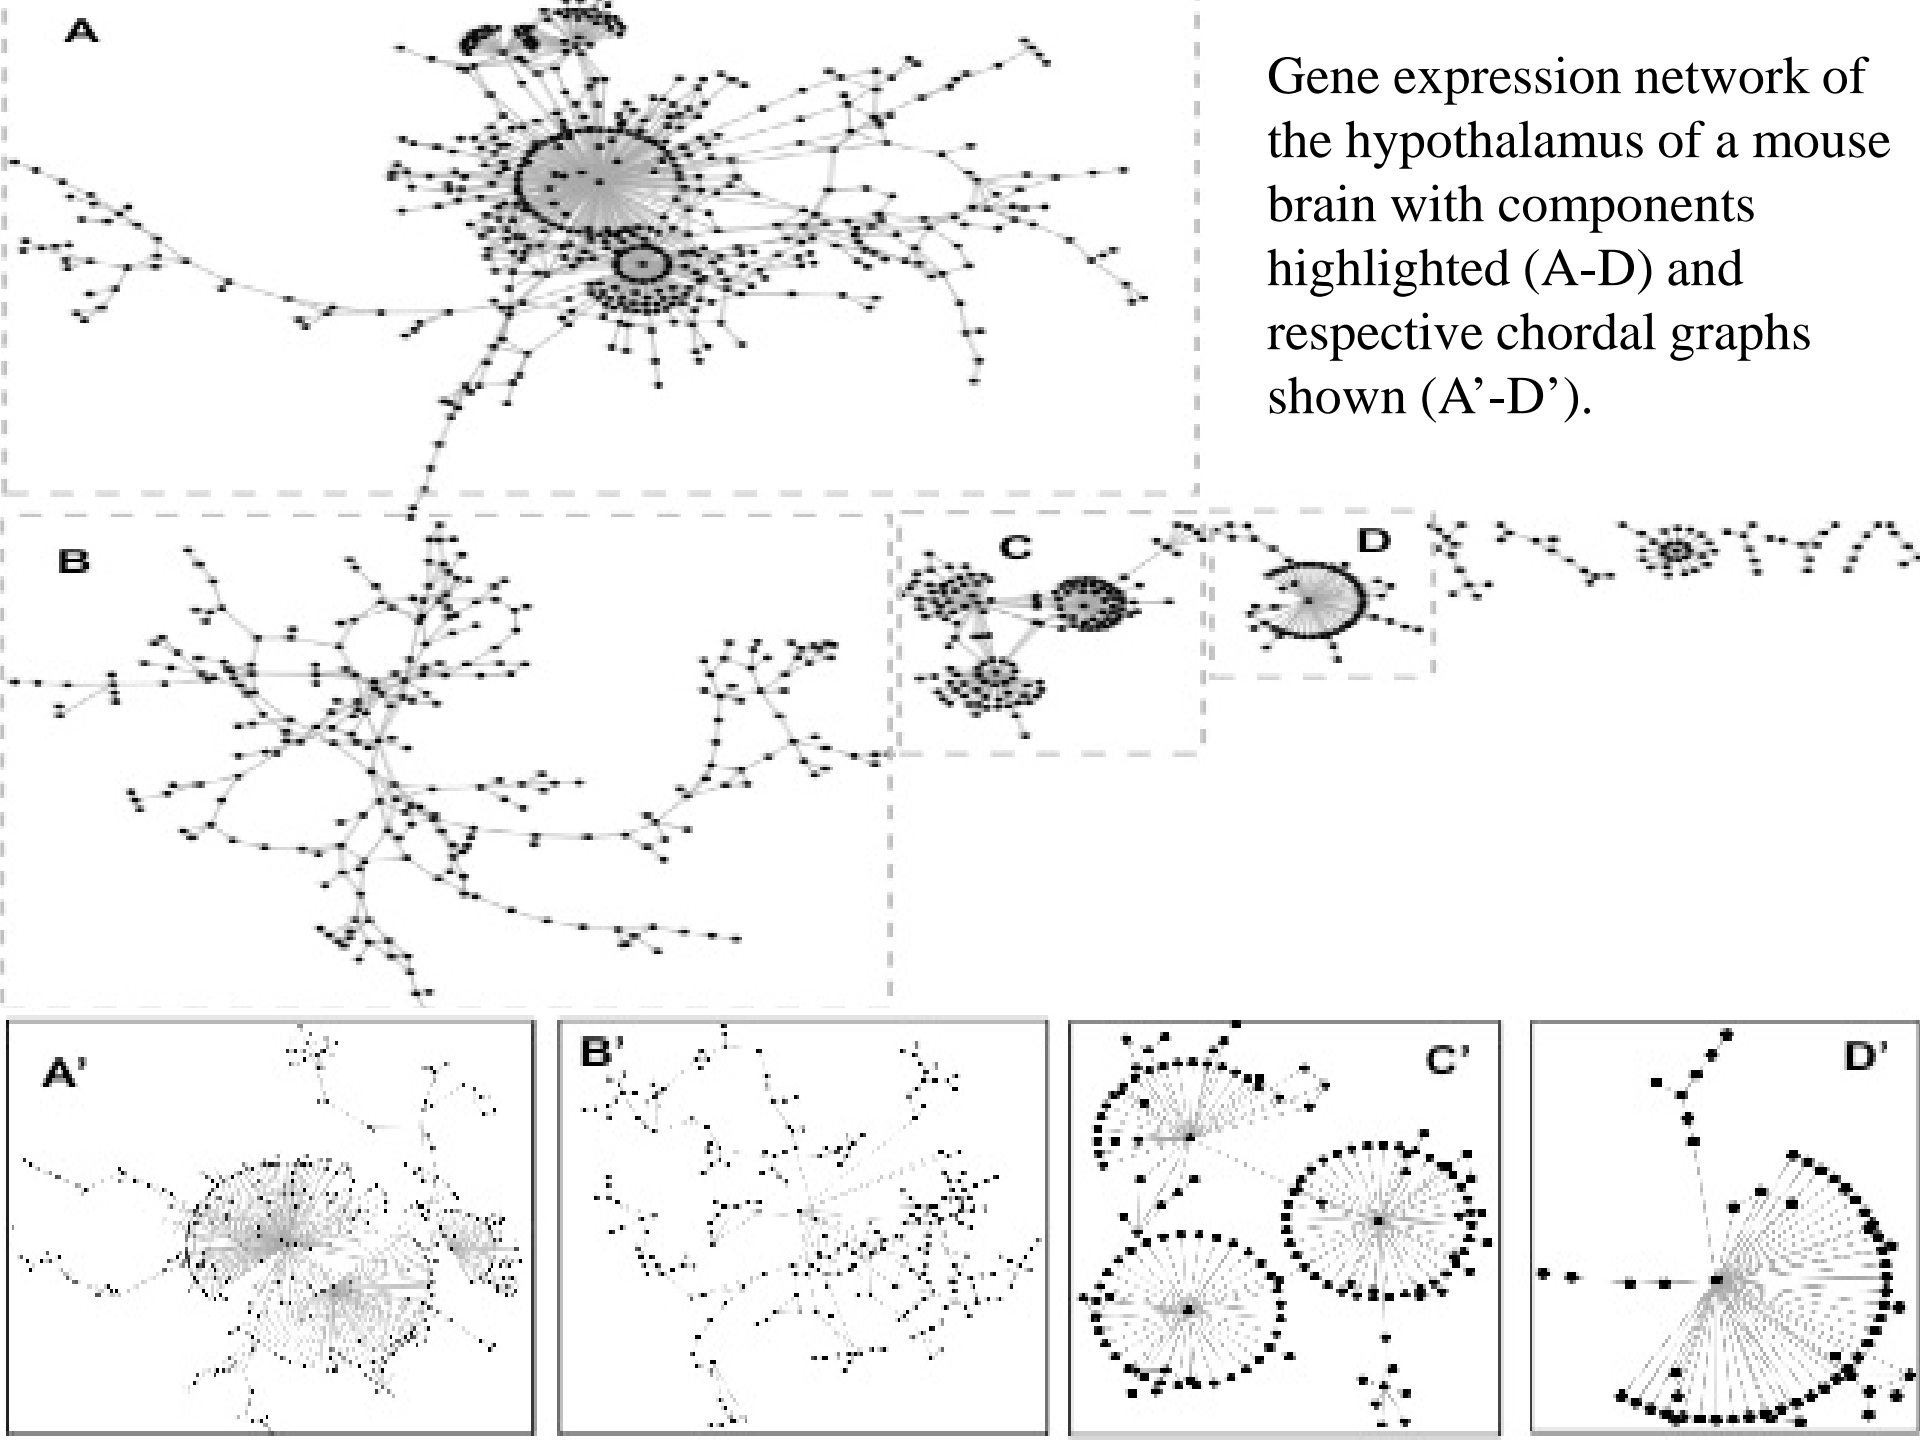 A
Gene expression network of
the hypothalamus of a mouse
brain with components
highlighted (A-D) and
respective chordal graphs
shown (A’-D’).
B
C
D
A’
B’
C’
D’